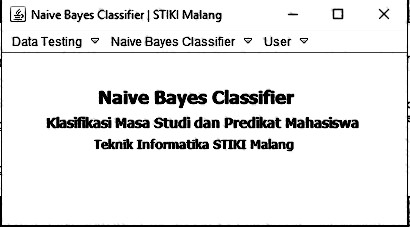 Naive Bayes Classifier | STIKI Malang
Data Testing Naive Bayes Classifier User
Naive Bayes Classifier
Klasifikasi Masa Studi dan Predikat Mahasiswa
Teknik Informatika STIKI Malang